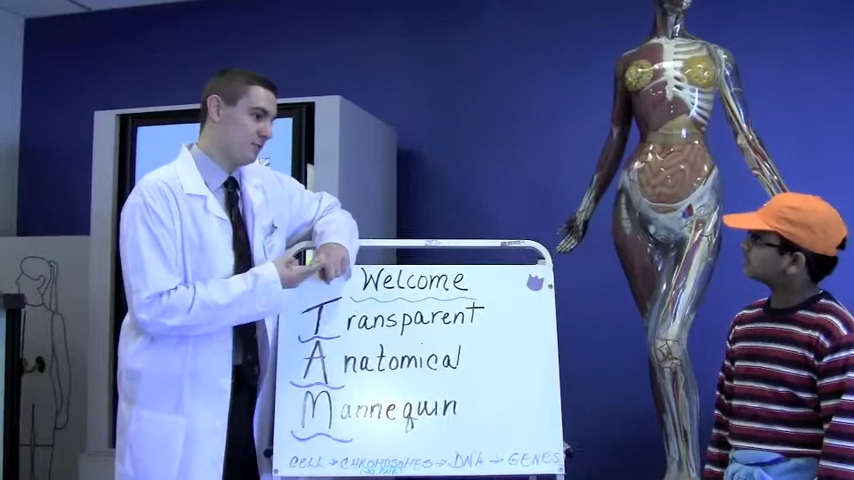 Welcome
Transparent
Anatomical
Mannequin
CELL → CHROMOSOMES → DNA → GENES